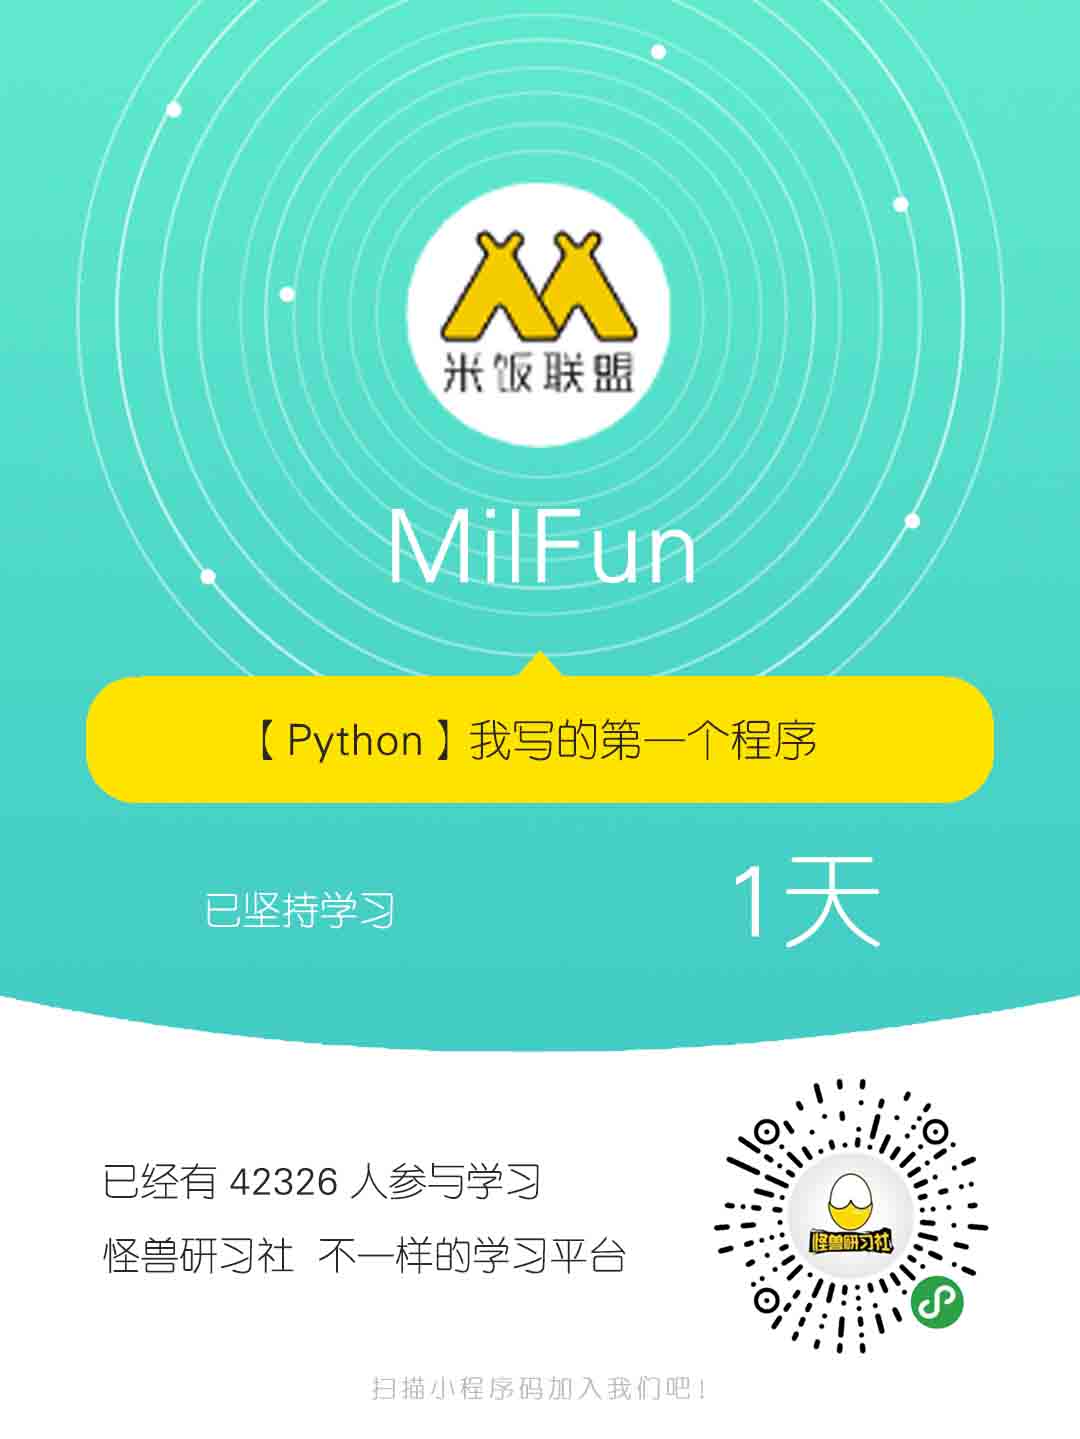 米饭联盟
MilFun
【Python】我写的第一个程序
已坚持学习 1天
已经有 42326 人参与学习
怪兽研习社 不一样的学习平台
怪兽研习社
扫描小程序码加入我们吧!